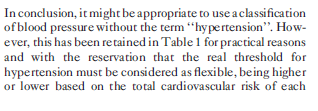 In conclusion, it might be appropriate to use a classification
of blood pressure without the term ‘‘hypertension’’. How-
ever, this has been retained in Table 1 for practical reasons
and with the reservation that the real threshold for
hypertension must be considered as flexible, being higher
or lower based on the total cardiovascular risk of each